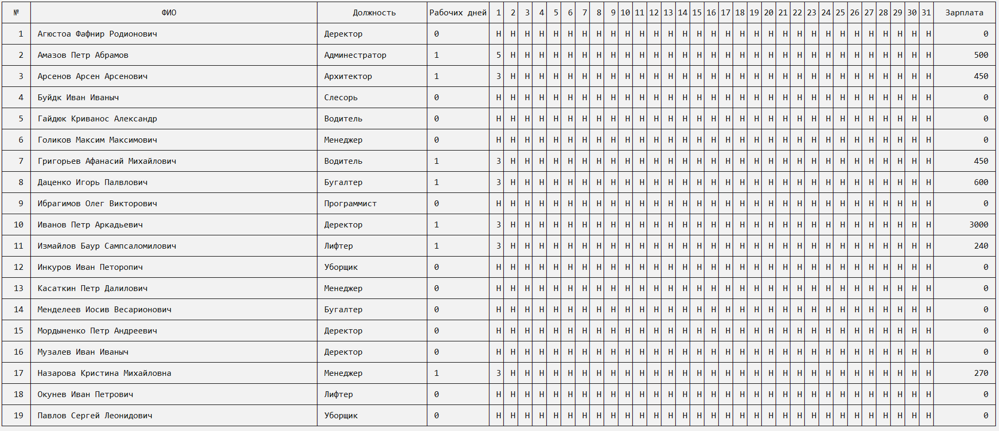 № ФИО Должность Рабочих дней 1 2 3 4 5 6 7 8 9 10 11 12 13 14 15 16 17 18 19 20 21 22 23 24 25 26 27 28 29 30 31 Зарплата
1 Агюстоа Фафнир Родионович Деректор 0 Н Н Н Н Н Н Н Н Н Н Н Н Н Н Н Н Н Н Н Н Н Н Н Н Н Н Н Н Н Н Н 0
2 Амазов Петр Абрамов Админестратор 1 5 Н Н Н Н Н Н Н Н Н Н Н Н Н Н Н Н Н Н Н Н Н Н Н Н Н Н Н Н Н Н 500
3 Арсенов Арсен Арсенович Архитектор 1 3 Н Н Н Н Н Н Н Н Н Н Н Н Н Н Н Н Н Н Н Н Н Н Н Н Н Н Н Н Н Н 450
4 Буйдк Иван Иваныч Слесорь 0 Н Н Н Н Н Н Н Н Н Н Н Н Н Н Н Н Н Н Н Н Н Н Н Н Н Н Н Н Н Н Н 0
5 Гайдюк Криванос Александр Водитель 0 Н Н Н Н Н Н Н Н Н Н Н Н Н Н Н Н Н Н Н Н Н Н Н Н Н Н Н Н Н Н Н 0
6 Голиков Максим Максимович Менеджер 0 Н Н Н Н Н Н Н Н Н Н Н Н Н Н Н Н Н Н Н Н Н Н Н Н Н Н Н Н Н Н Н 0
7 Григорьев Афанасий Михайлович Водитель 1 3 Н Н Н Н Н Н Н Н Н Н Н Н Н Н Н Н Н Н Н Н Н Н Н Н Н Н Н Н Н Н 450
8 Даценко Игорь Палвлович Бугалтер 1 3 Н Н Н Н Н Н Н Н Н Н Н Н Н Н Н Н Н Н Н Н Н Н Н Н Н Н Н Н Н Н 600
9 Ибрагимов Олег Викторович Программист 0 Н Н Н Н Н Н Н Н Н Н Н Н Н Н Н Н Н Н Н Н Н Н Н Н Н Н Н Н Н Н Н 0
10 Иванов Петр Аркадьевич Деректор 1 3 Н Н Н Н Н Н Н Н Н Н Н Н Н Н Н Н Н Н Н Н Н Н Н Н Н Н Н Н Н Н 3000
11 Измайлов Баур Сампсаломилович Лифтер 1 3 Н Н Н Н Н Н Н Н Н Н Н Н Н Н Н Н Н Н Н Н Н Н Н Н Н Н Н Н Н Н 240
12 Инкуров Иван Петоропич Уборщик 0 Н Н Н Н Н Н Н Н Н Н Н Н Н Н Н Н Н Н Н Н Н Н Н Н Н Н Н Н Н Н Н 0
13 Касаткин Петр Далилович Менеджер 0 Н Н Н Н Н Н Н Н Н Н Н Н Н Н Н Н Н Н Н Н Н Н Н Н Н Н Н Н Н Н Н 0
14 Менделеев Иосив Весарионович Бугалтер 0 Н Н Н Н Н Н Н Н Н Н Н Н Н Н Н Н Н Н Н Н Н Н Н Н Н Н Н Н Н Н Н 0
15 Мордыненко Петр Андреевич Деректор 0 Н Н Н Н Н Н Н Н Н Н Н Н Н Н Н Н Н Н Н Н Н Н Н Н Н Н Н Н Н Н Н 0
16 Музалев Иван Иваныч Деректор 0 Н Н Н Н Н Н Н Н Н Н Н Н Н Н Н Н Н Н Н Н Н Н Н Н Н Н Н Н Н Н Н 0
17 Назарова Кристина Михайловна Менеджер 1 3 Н Н Н Н Н Н Н Н Н Н Н Н Н Н Н Н Н Н Н Н Н Н Н Н Н Н Н Н Н Н 270
18 Окунев Иван Петрович Лифтер 0 Н Н Н Н Н Н Н Н Н Н Н Н Н Н Н Н Н Н Н Н Н Н Н Н Н Н Н Н Н Н Н 0
19 Павлов Сергей Леонидович Уборщик 0 Н Н Н Н Н Н Н Н Н Н Н Н Н Н Н Н Н Н Н Н Н Н Н Н Н Н Н Н Н Н Н 0